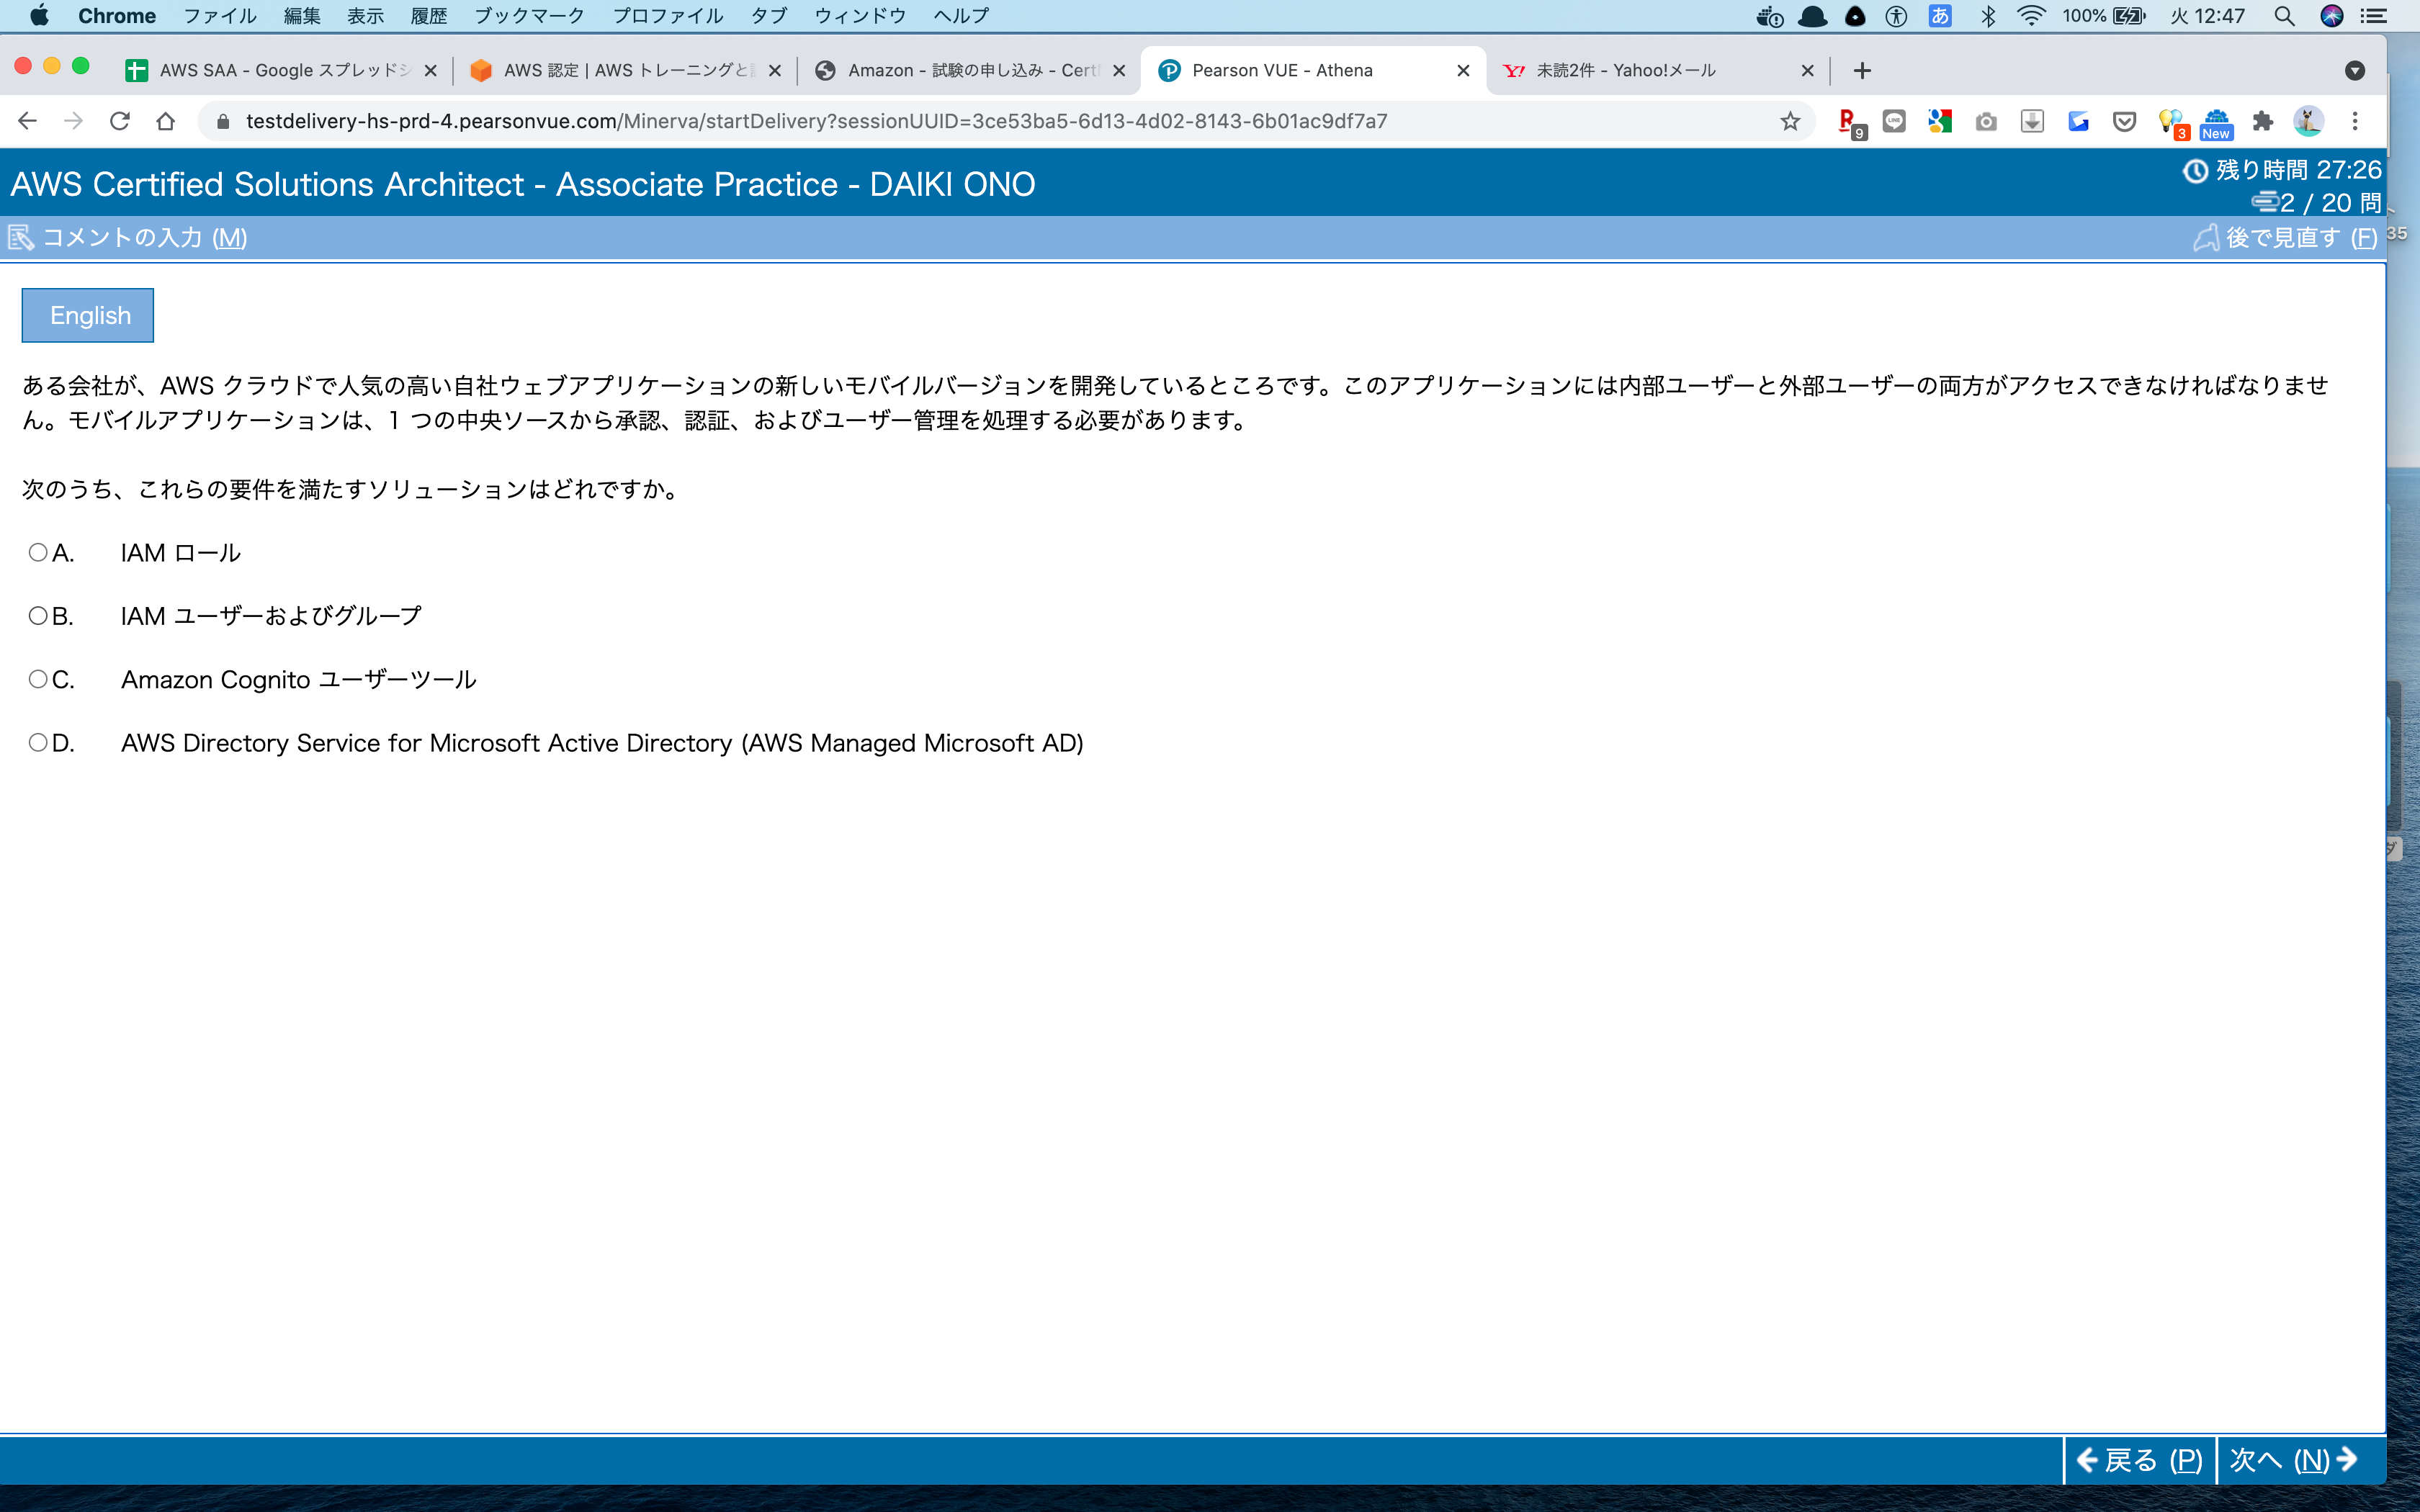 Chrome ファイル 編集 表示 履歴 ブックマーク プロファイル タブ ウィンドウ ヘルプ あ 100% 火 12:47
AWS SAA - Google スプレッドシ AWS 認定 | AWS トレーニングと Amazon - 試験の申し込み - Cert Pearson VUE - Athena 未読2件 - Yahoo!メール
testdelivery-hs-prd-4.pearsonvue.com/Minerva/startDelivery?sessionUUID=3ce53ba5-6d13-4d02-8143-6b01ac9df7a7 9 LINE 3 New
AWS Certified Solutions Architect - Associate Practice - DAIKI ONO
残り時間 27:26
2 / 20 問
コメントの入力 (M) 後で見直す (F) 35
English
ある会社が、AWS クラウドで人気の高い自社ウェブアプリケーションの新しいモバイルバージョンを開発しているところです。このアプリケーションには内部ユーザーと外部ユーザーの両方がアクセスできなければなりませ
ん。モバイルアプリケーションは、1 つの中央ソースから承認、認証、およびユーザー管理を処理する必要があります。
次のうち、これらの要件を満たすソリューションはどれですか。
A. IAM ロール
B. IAM ユーザーおよびグループ
C. Amazon Cognito ユーザーツール
D. AWS Directory Service for Microsoft Active Directory (AWS Managed Microsoft AD)
ダ
戻る (P) 次へ (N)